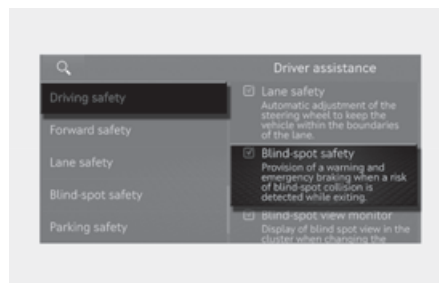 Driver assistance
Driving safety
Forward safety
Lane safety
Blind-spot safety
Parking safety
Lane safety
Automatic adjustment of the
steering wheel to keep the
vehicle within the boundaries
of the lane.
Blind-spot safety
Provision of a warning and
emergency braking when a risk
of blind-spot collision is
detected while exiting.
Blind-spot view monitor
Display of blind spot view in the
cluster when changing the